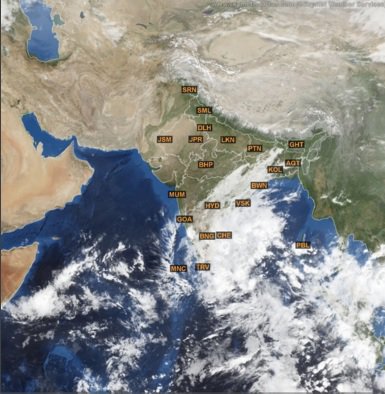 SRN
SML
DLH
JSM
JPR
LKN
PTN
GHT
BHP
AGT
KOL
BWN
MUM
HYD
VSK
GOA
BNG
CHE
PBL
MNC
TRV